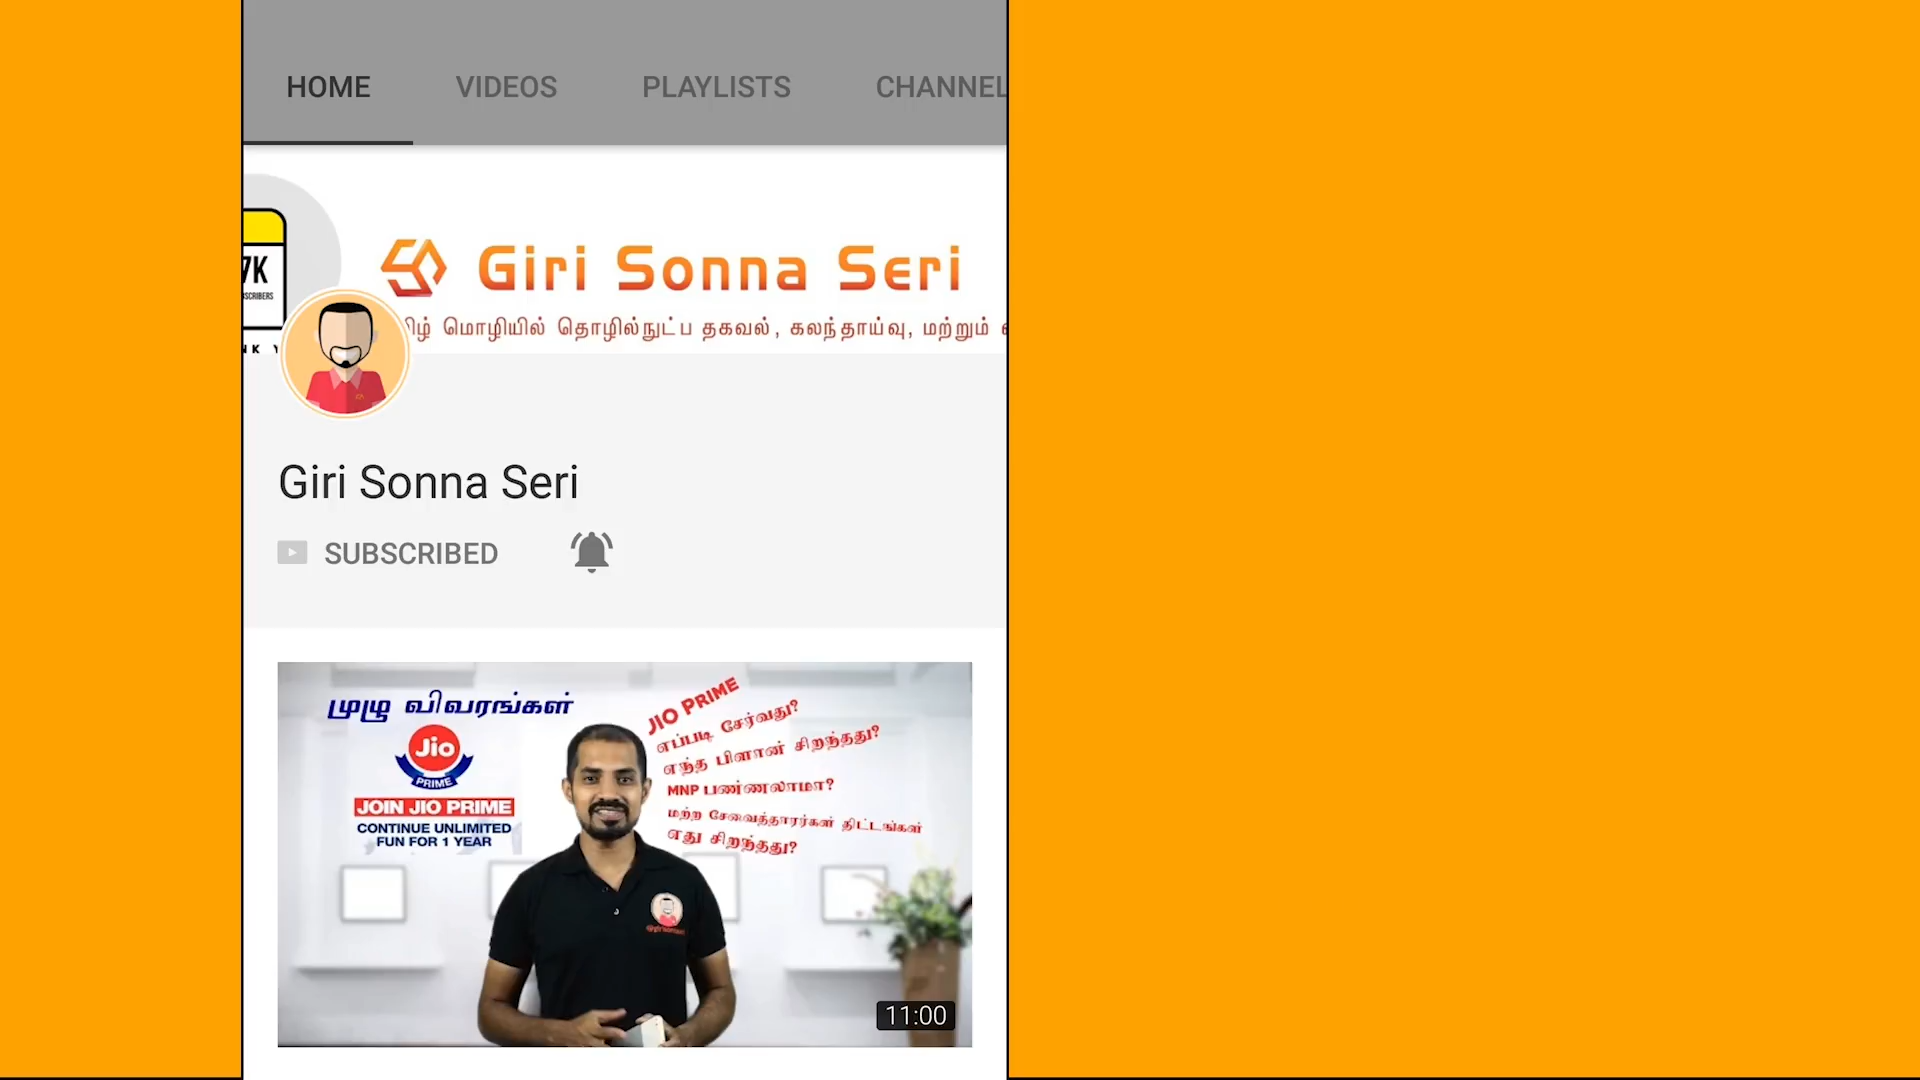 HOME VIDEOS PLAYLISTS CHANNEL
7K
Giri Sonna Seri
மொழியில் தொழில்நுட்ப தகவல், கலந்தாய்வு, மற்றும்
Giri Sonna Seri
SUBSCRIBED
முழு விவரங்கள்
Jio
PRIME
JOIN JIO PRIME
CONTINUE UNLIMITED
FUN FOR 1 YEAR
JIO PRIME
எப்படி சேர்வது?
எந்த பிளான் சிறந்தது?
MNP பண்ணலாமா?
மற்ற சேவைத்தாரர்கள் திட்டங்கள்
எது சிறந்தது?
11:00